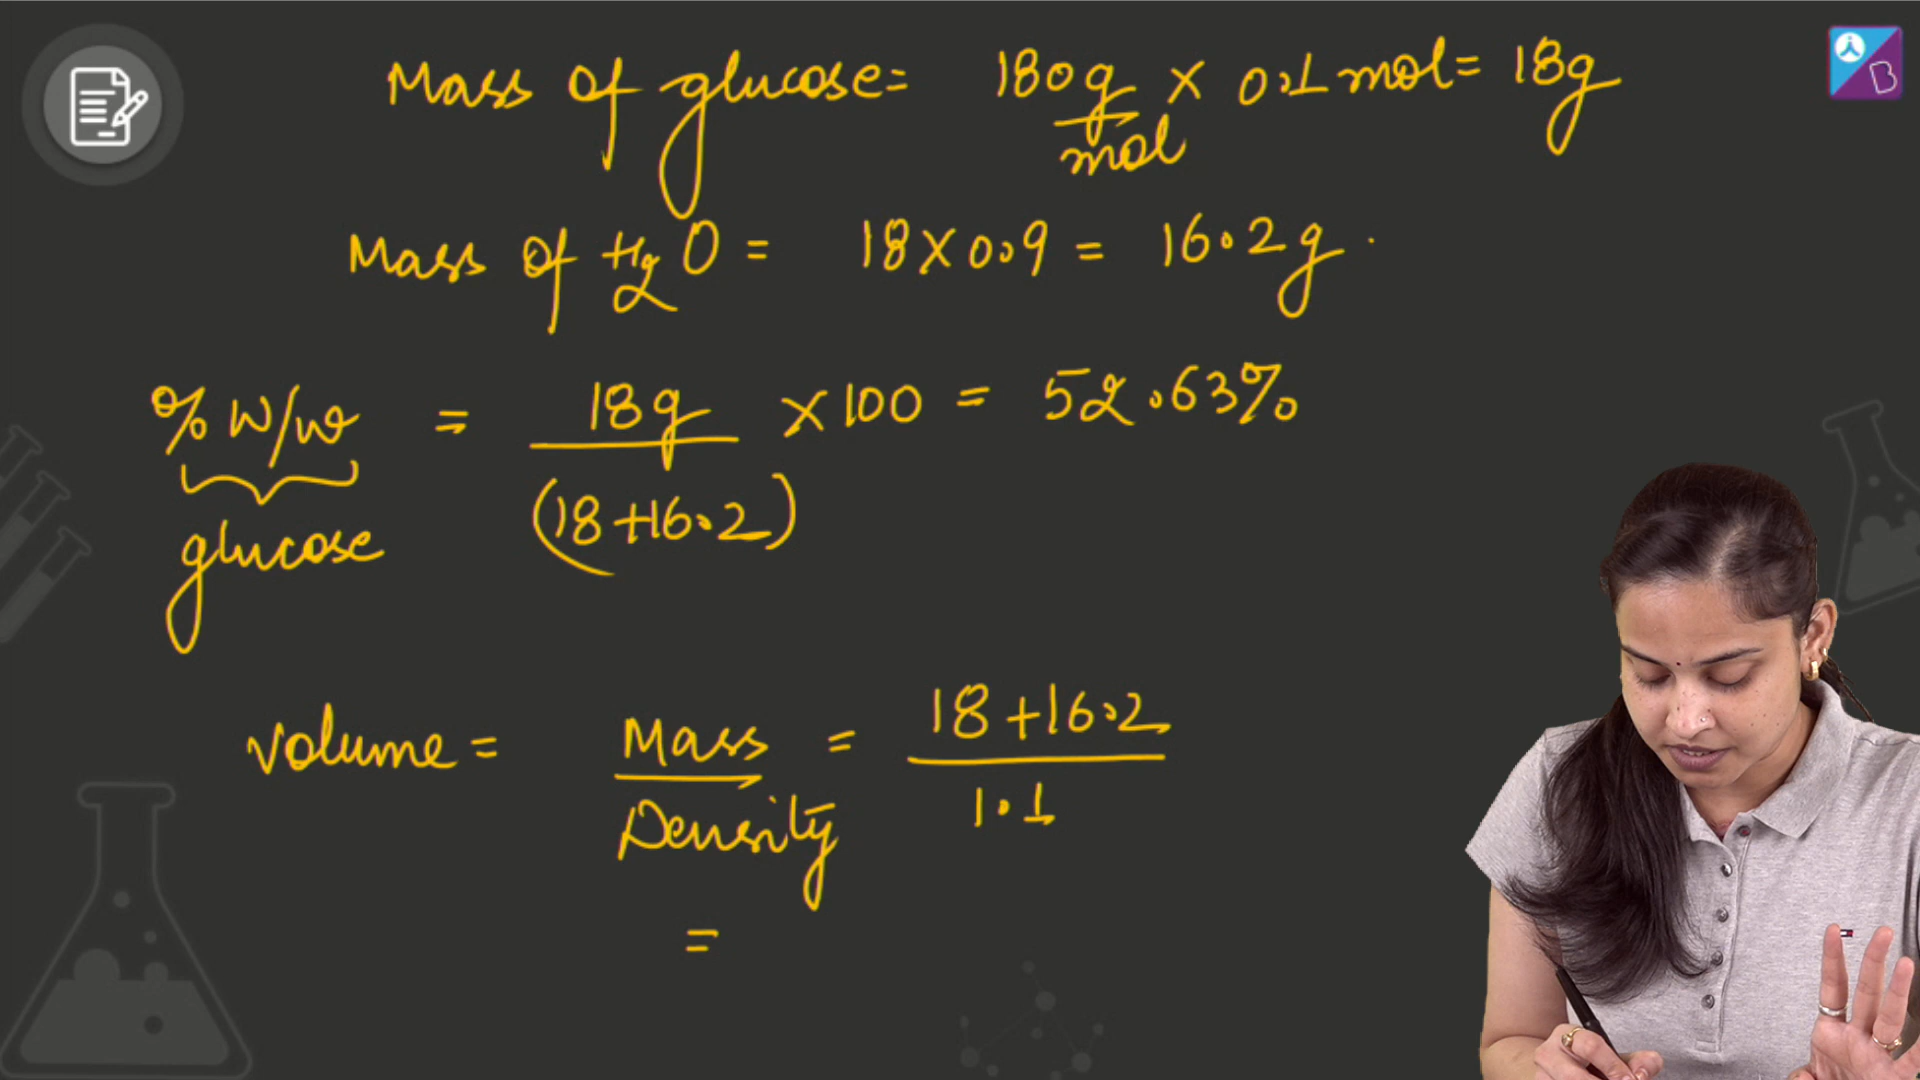 Mass of glucose = 180g/mol × 0.1 mol = 18g
Mass of H2O = 18×0.9 = 16.2g.
% W/W glucose = 18g/(18+16.2) ×100 = 52.63%
Volume = Mass/Density = 18+16.2/1.1
=
B